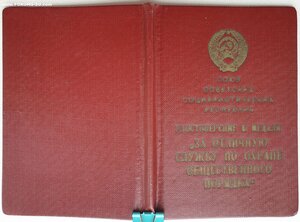 СОЮЗ
СОВЕТСКИХ
СОЦИАЛИСТИЧЕСКИХ
РЕСПУБЛИК
УДОСТОВЕРЕНИЕ К МЕДАЛИ
„ЗА ОТЛИЧНУЮ
СЛУЖБУ ПО ОХРАНЕ
ОБЩЕСТВЕННОГО
ПОРЯДКА“